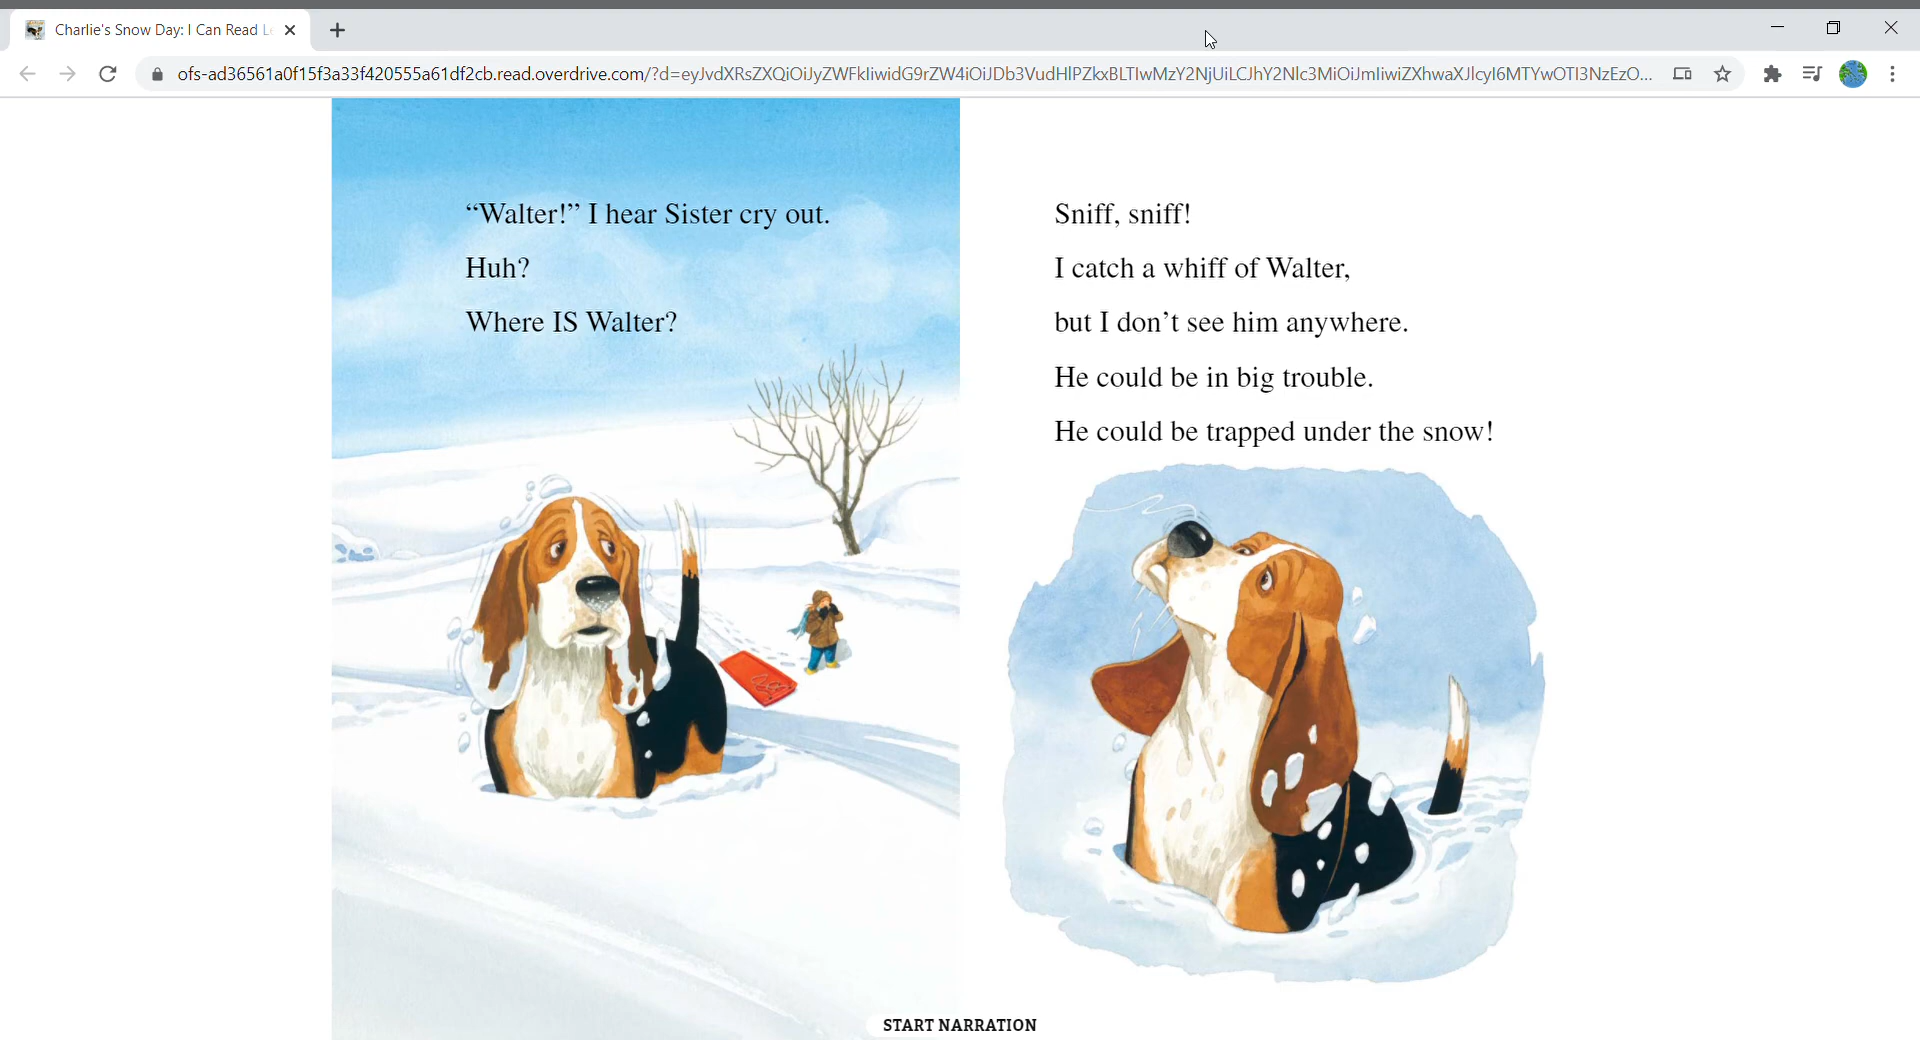 Charlie's Snow Day: I Can Read Le
ofs-ad36561a0f15f3a33f420555a61df2cb.read.overdrive.com/?d=eyJvdXRsZXQiOiJyZWFkIiwidG9rZW4iOiJDb3VudHlPZkxBLTIwMzY2NjUiLCJhY2Nlc3MiOiJmIiwiZXhwaXJlcyI6MTYwOTI3NzEzO...
“Walter!” I hear Sister cry out.
Huh?
Where IS Walter?
Sniff, sniff!
I catch a whiff of Walter,
but I don’t see him anywhere.
He could be in big trouble.
He could be trapped under the snow!
START NARRATION